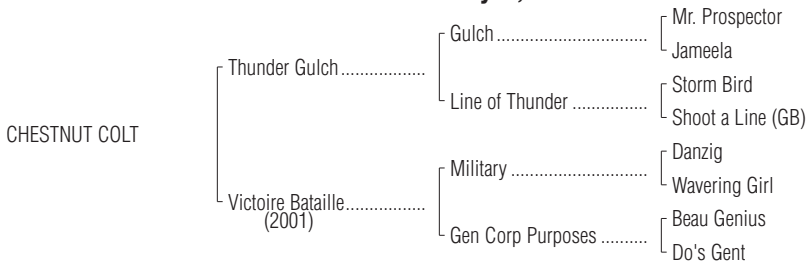 Mr. Prospector
Gulch ................................
Jameela
Thunder Gulch ..................
Storm Bird
Line of Thunder ................
Shoot a Line (GB)
CHESTNUT COLT
Danzig
Military .............................
Wavering Girl
Victoire Bataille.................
(2001)
Beau Genius
Gen Corp Purposes ..........
Do's Gent